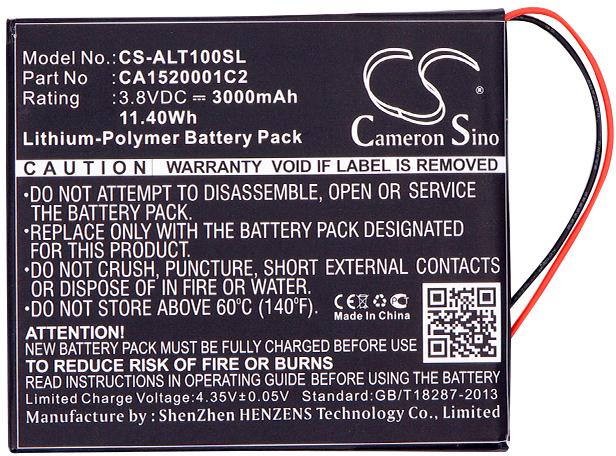 Model No.: CS-ALT100SL
Part No : CA1520001C2
Rating : 3.8VDC ⎓ 3000mAh
11.40Wh
Lithium-Polymer Battery Pack
CS
Cameron Sino
CAUTION WARRANTY VOID IF LABEL IS REMOVED
•DO NOT ATTEMPT TO DISASSEMBLE, OPEN OR SERVICE
THE BATTERY PACK.
•REPLACE ONLY WITH THE BATTERY PACK DESIGNATED
FOR THIS PRODUCT.
•DO NOT CRUSH, PUNCTURE, SHORT EXTERNAL CONTACTS
OR DISPOSE OF IN FIRE OR WATER.
•DO NOT STORE ABOVE 60°C (140°F).
CE
Made In China
ATTENTION!
NEW BATTERY PACK MUST BE FULLY CHARGED BEFORE USE
TO REDUCE RISK OF FIRE OR BURNS,
READ INSTRUCTIONS IN OPERATING GUIDE BEFORE CHARGING
Limited Charge Voltage:4.35V±0.05V Standard:GB/T18287-2013
Manufacture by : ShenZhen HENZENS Technology Co., Limited